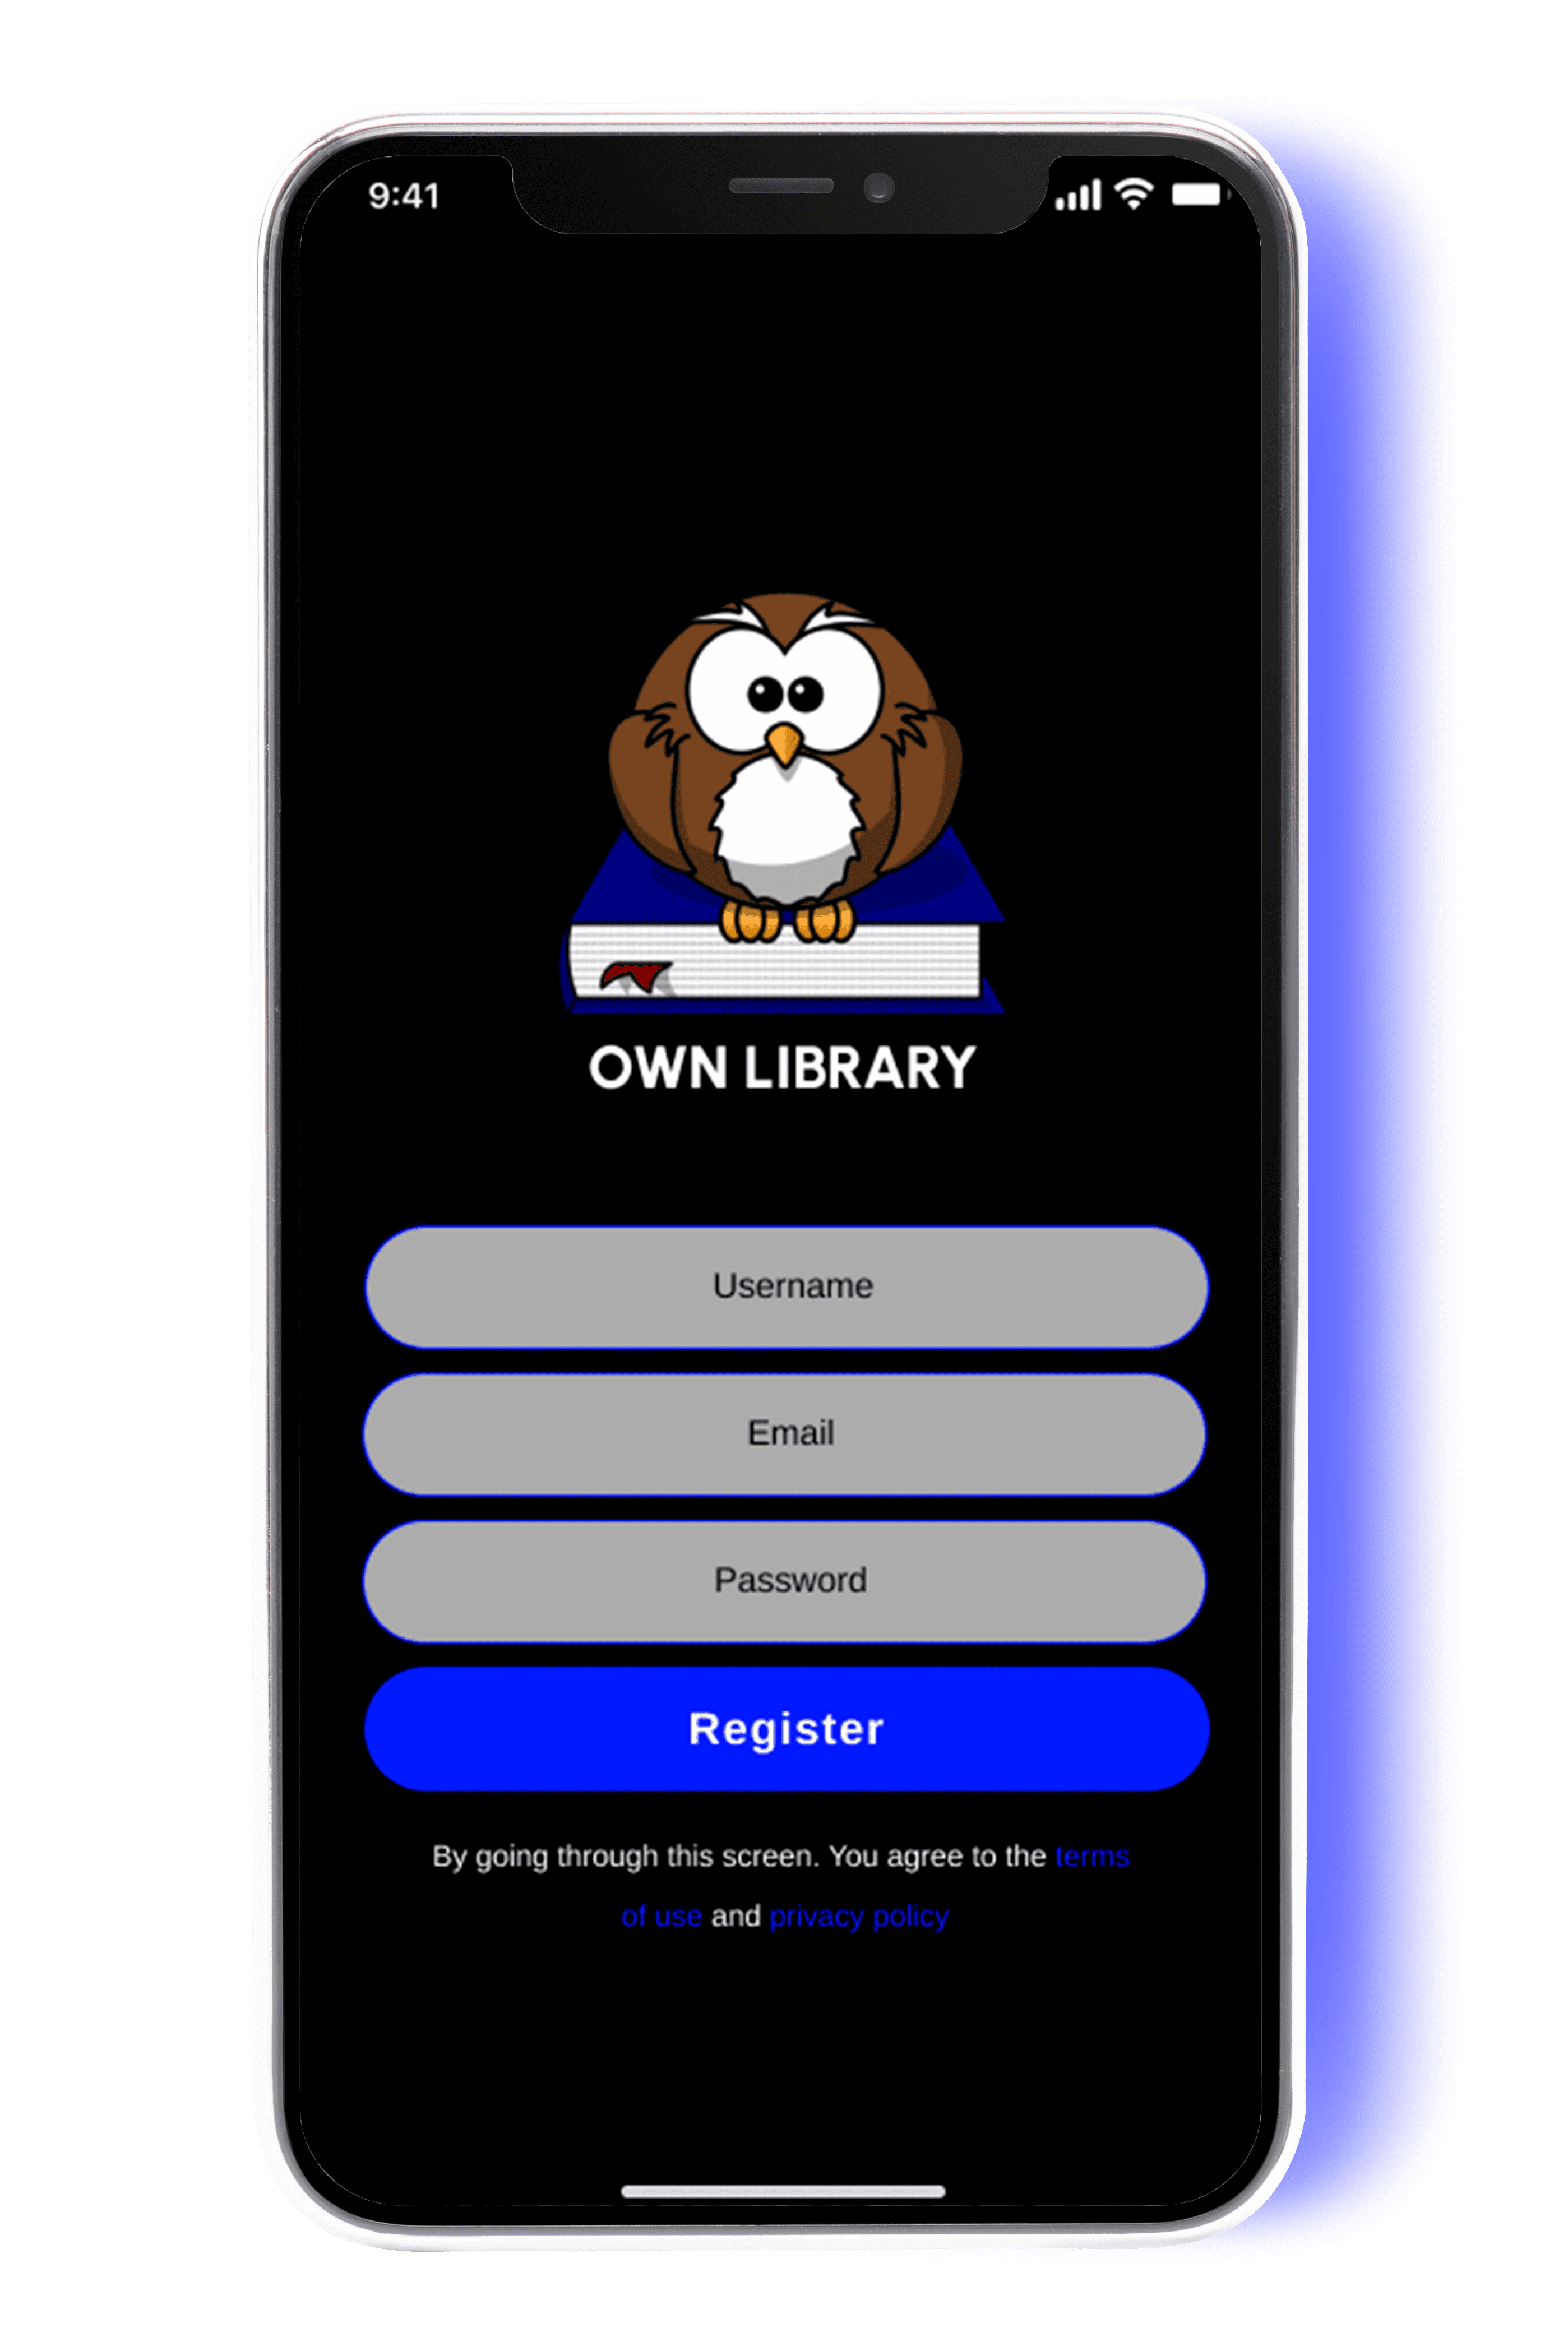 9:41
OWN LIBRARY
Username
Email
Password
Register
By going through this screen. You agree to the terms
of use and privacy policy